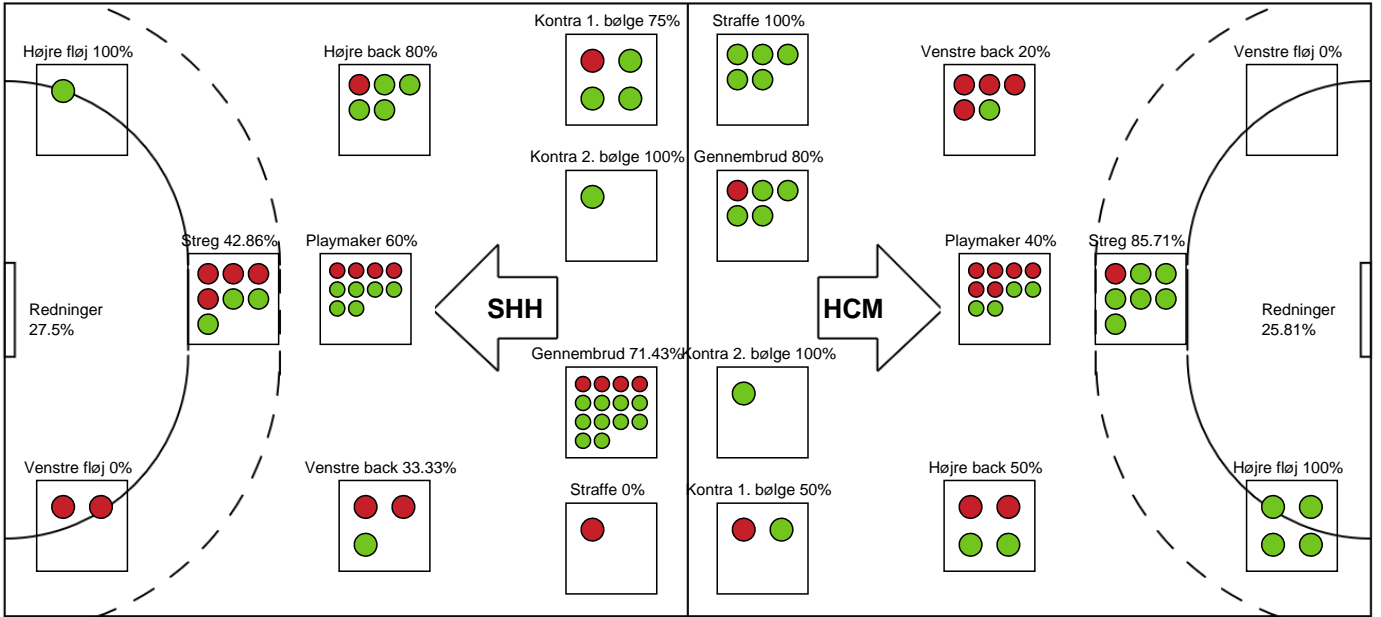 Kontra 1. bølge 75%
Straffe 100%
Højre fløj 100%
Højre back 80%
Venstre back 20%
Venstre fløj 0%
Kontra 2. bølge 100%
Gennembrud 80%
Streg 42.86%
Playmaker 60%
Playmaker 40%
Streg 85.71%
SHH
HCM
Redninger
27.5%
Redninger
25.81%
Gennembrud 71.43%
Kontra 2. bølge 100%
Venstre fløj 0%
Venstre back 33.33%
Højre back 50%
Højre fløj 100%
Straffe 0%
Kontra 1. bølge 50%